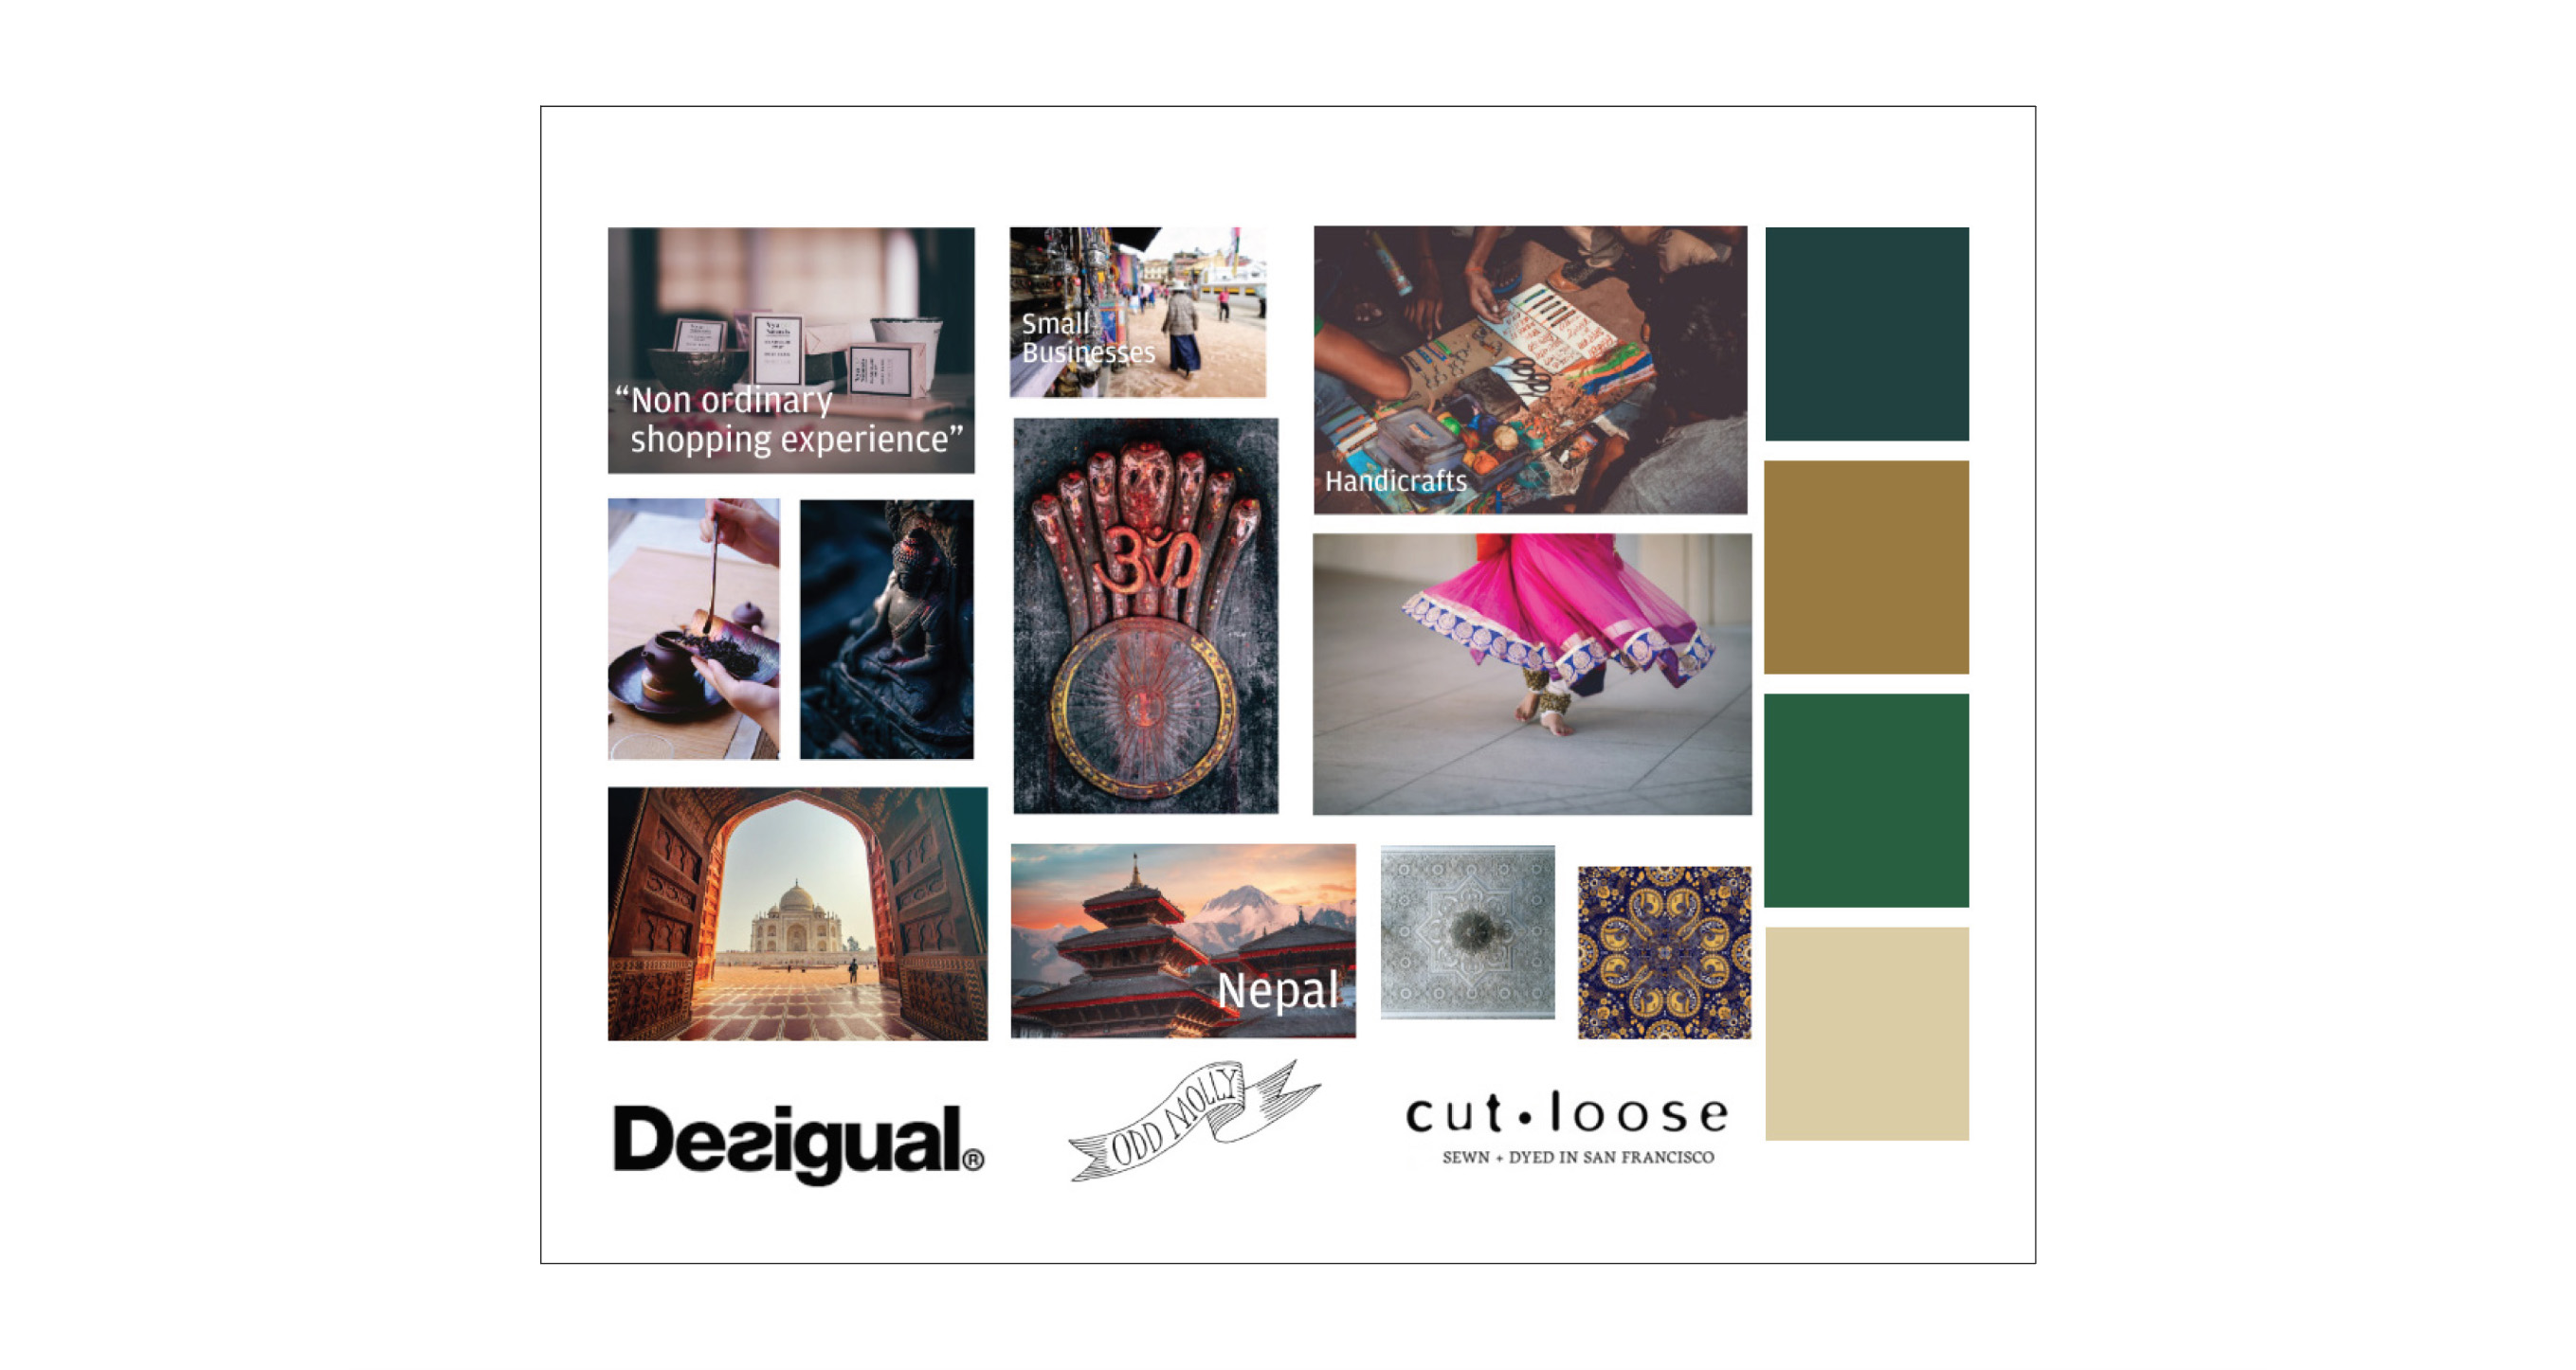 “Non ordinary
shopping experience”
Small
Businesses
Handicrafts
ॐ
Nepal
Desigual®
ODD MOLLY
cut•loose
SEWN + DYED IN SAN FRANCISCO